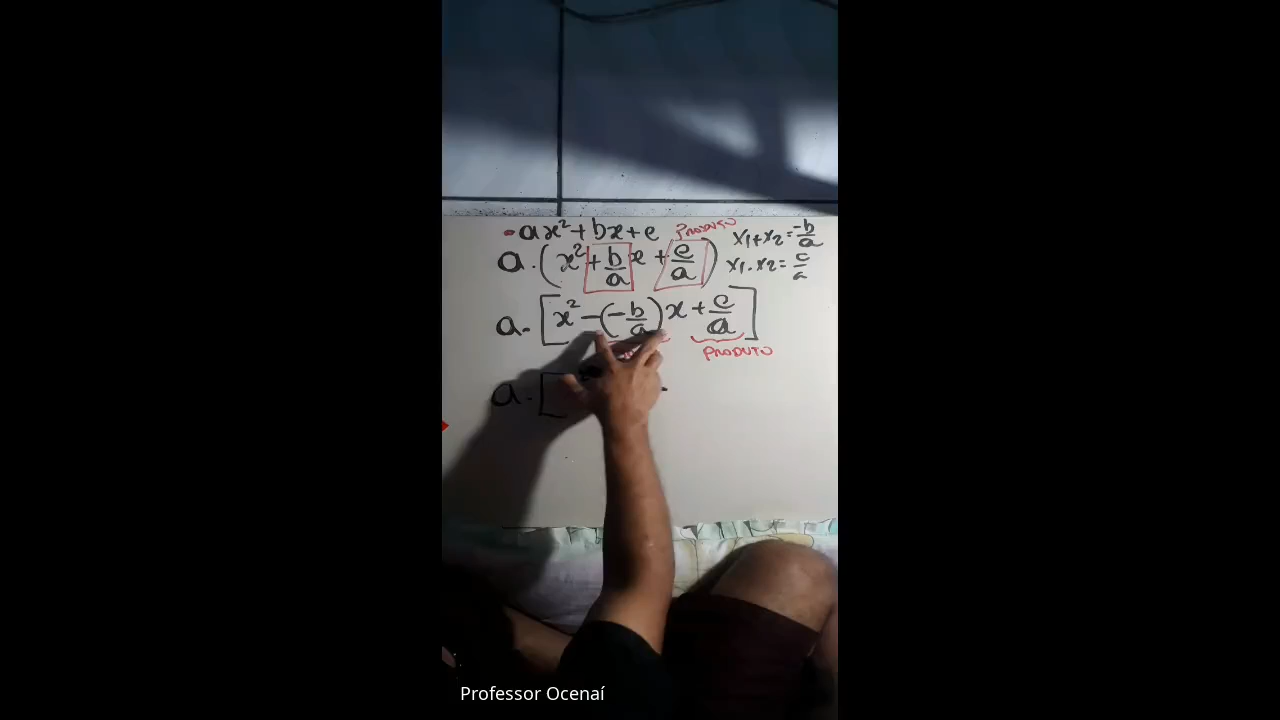 ax²+bx+c
a.(x²+b/a x+c/a)
PRODUTO
x₁+x₂=-b/a
x₁.x₂=c/a
a.[x²-(-b/a)x+c/a]
PRODUTO
a.[
Professor Ocenaí